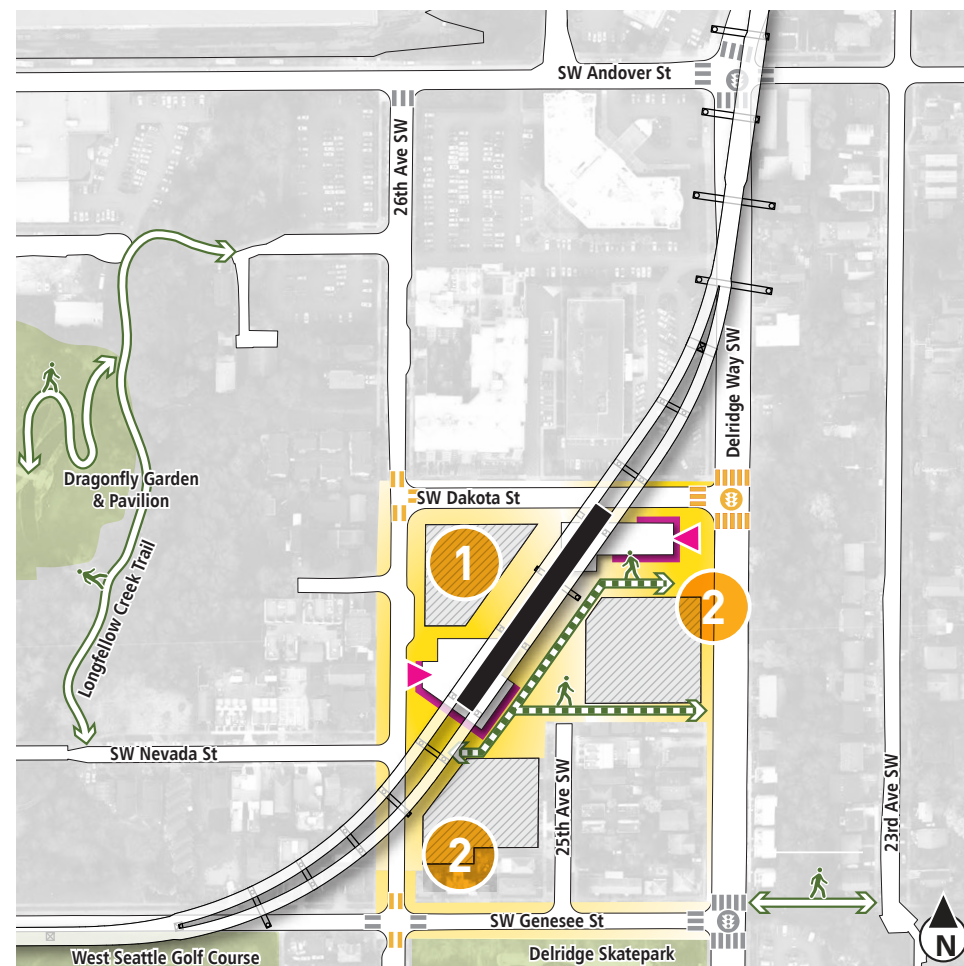 SW Andover St
26th Ave SW
Delridge Way SW
Dragonfly Garden
& Pavilion
SW Dakota St
1
2
Longfellow Creek Trail
SW Nevada St
25th Ave SW
23rd Ave SW
2
SW Genesee St
West Seattle Golf Course
Delridge Skatepark
N